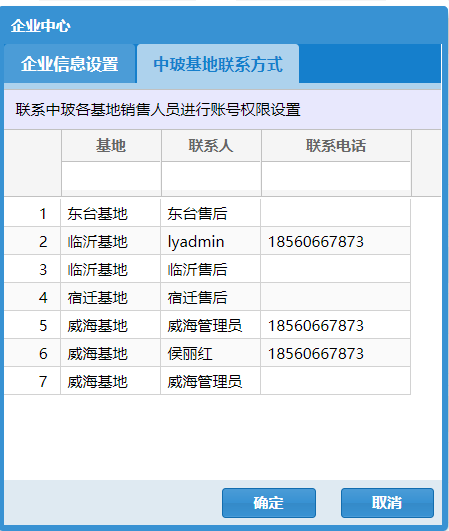 企业中心
企业信息设置 中玻基地联系方式
联系中玻各基地销售人员进行账号权限设置
基地 联系人 联系电话
1 东台基地 东台售后
2 临沂基地 lyadmin 18560667873
3 临沂基地 临沂售后
4 宿迁基地 宿迁售后
5 威海基地 威海管理员 18560667873
6 威海基地 侯丽红 18560667873
7 威海基地 威海管理员
确定 取消